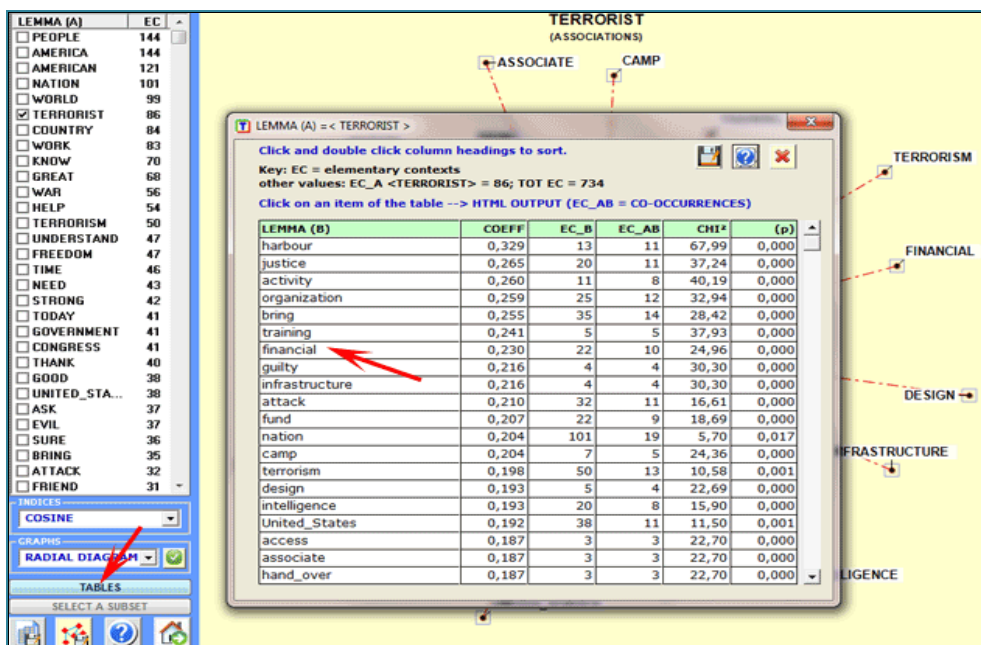 LEMMA (A) EC
PEOPLE 144
AMERICA 144
AMERICAN 121
NATION 101
WORLD 99
TERRORIST 86
COUNTRY 84
WORK 83
KNOW 70
GREAT 68
WAR 56
HELP 54
TERRORISM 50
UNDERSTAND 47
FREEDOM 47
TIME 46
NEED 43
STRONG 42
TODAY 41
GOVERNMENT 41
CONGRESS 41
THANK 40
GOOD 38
UNITED_STA... 38
ASK 37
EVIL 37
SURE 36
BRING 35
ATTACK 32
FRIEND 31
INDICES
COSINE
GRAPHS
RADIAL DIAGRAM
TABLES
SELECT A SUBSET
TERRORIST
(ASSOCIATIONS)
ASSOCIATE
CAMP
TERRORISM
FINANCIAL
DESIGN
FRASTRUCTURE
LIGENCE
LEMMA (A) =< TERRORIST >
Click and double click column headings to sort.
Key: EC = elementary contexts
other values: EC_A <TERRORIST> = 86; TOT EC = 734
Click on an item of the table --> HTML OUTPUT (EC_AB = CO-OCCURRENCES)
LEMMA (B) COEFF EC_B EC_AB CHI² (p)
harbour 0,329 13 11 67,99 0,000
justice 0,265 20 11 37,24 0,000
activity 0,260 11 8 40,19 0,000
organization 0,259 25 12 32,94 0,000
bring 0,255 35 14 28,42 0,000
training 0,241 5 5 37,93 0,000
financial 0,230 22 10 24,96 0,000
guilty 0,216 4 4 30,30 0,000
infrastructure 0,216 4 4 30,30 0,000
attack 0,210 32 11 16,61 0,000
fund 0,207 22 9 18,69 0,000
nation 0,204 101 19 5,70 0,017
camp 0,204 7 5 24,36 0,000
terrorism 0,198 50 13 10,58 0,001
design 0,193 5 4 22,69 0,000
intelligence 0,193 20 8 15,90 0,000
United_States 0,192 38 11 11,50 0,001
access 0,187 3 3 22,70 0,000
associate 0,187 3 3 22,70 0,000
hand_over 0,187 3 3 22,70 0,000